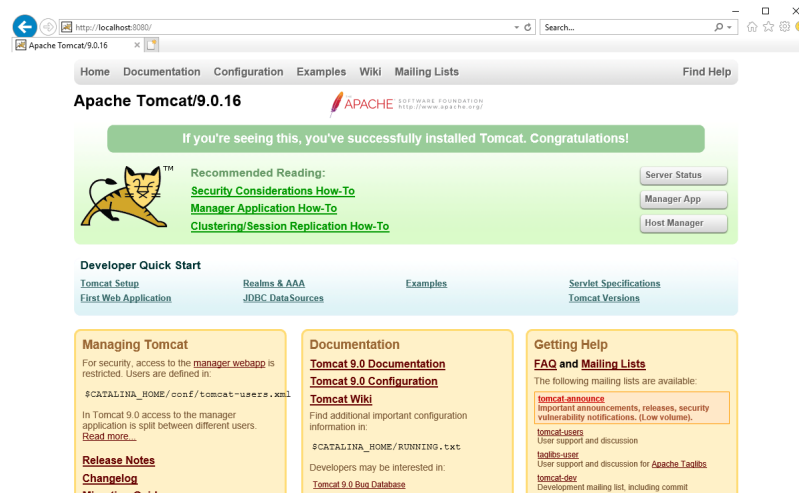 http://localhost:8080/
Search...
Apache Tomcat/9.0.16
Home Documentation Configuration Examples Wiki Mailing Lists Find Help
Apache Tomcat/9.0.16
THE APACHE SOFTWARE FOUNDATION
http://www.apache.org/
If you're seeing this, you've successfully installed Tomcat. Congratulations!
TM
Recommended Reading:
Security Considerations How-To
Manager Application How-To
Clustering/Session Replication How-To
Server Status
Manager App
Host Manager
Developer Quick Start
Tomcat Setup
First Web Application
Realms & AAA
JDBC DataSources
Examples
Servlet Specifications
Tomcat Versions
Managing Tomcat
For security, access to the manager webapp is
restricted. Users are defined in:
$CATALINA_HOME/conf/tomcat-users.xml
In Tomcat 9.0 access to the manager
application is split between different users.
Read more...
Release Notes
Changelog
Migration Guide
Documentation
Tomcat 9.0 Documentation
Tomcat 9.0 Configuration
Tomcat Wiki
Find additional important configuration
information in:
$CATALINA_HOME/RUNNING.txt
Developers may be interested in:
Tomcat 9.0 Bug Database
Getting Help
FAQ and Mailing Lists
The following mailing lists are available:
tomcat-announce
Important announcements, releases, security
vulnerability notifications. (Low volume).
tomcat-users
User support and discussion
taglibs-user
User support and discussion for Apache Taglibs
tomcat-dev
Development mailing list, including commit